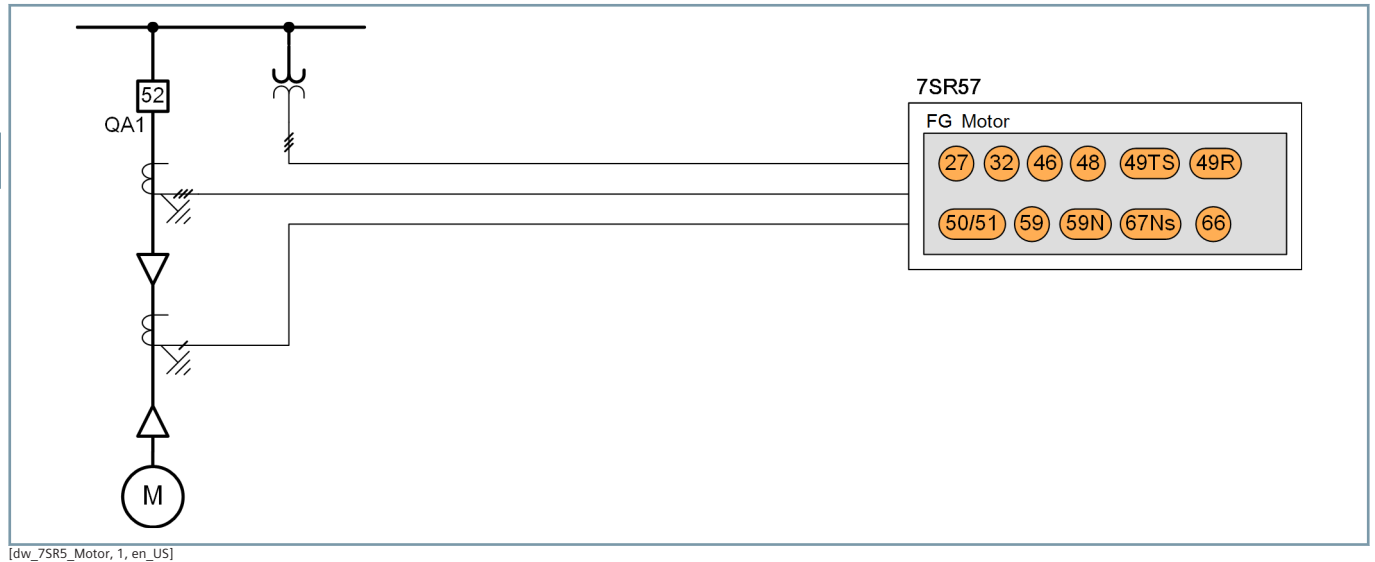 52
QA1
7SR57
FG Motor
27 32 46 48 49TS 49R
50/51 59 59N 67Ns 66
M
[dw_7SR5_Motor, 1, en_US]